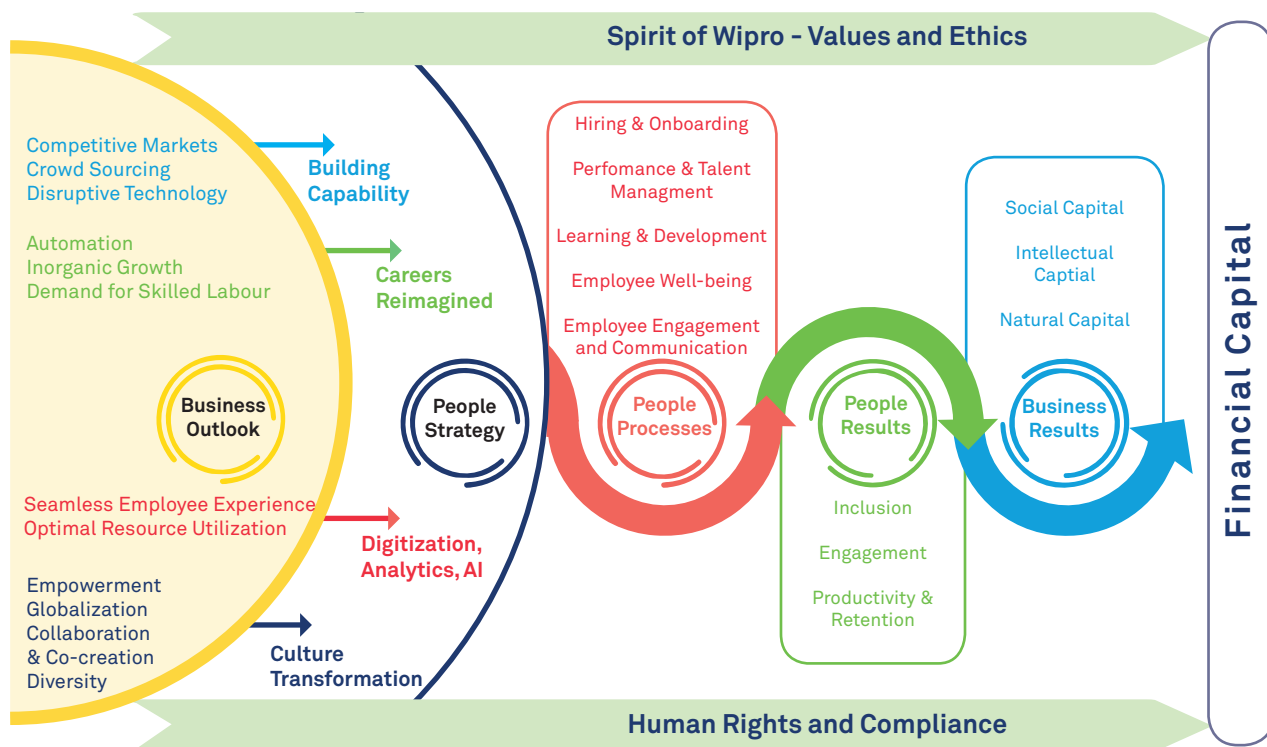 Spirit of Wipro - Values and Ethics
Competitive Markets
Crowd Sourcing
Disruptive Technology
Building
Capability
Automation
Inorganic Growth
Demand for Skilled Labour
Careers
Reimagined
Business
Outlook
People
Strategy
Seamless Employee Experience
Optimal Resource Utilization
Digitization,
Analytics, AI
Empowerment
Globalization
Collaboration
& Co-creation
Diversity
Culture
Transformation
Hiring & Onboarding
Perfomance & Talent
Managment
Learning & Development
Employee Well-being
Employee Engagement
and Communication
People
Processes
People
Results
Inclusion
Engagement
Productivity &
Retention
Social Capital
Intellectual
Captial
Natural Capital
Business
Results
Financial Capital
Human Rights and Compliance